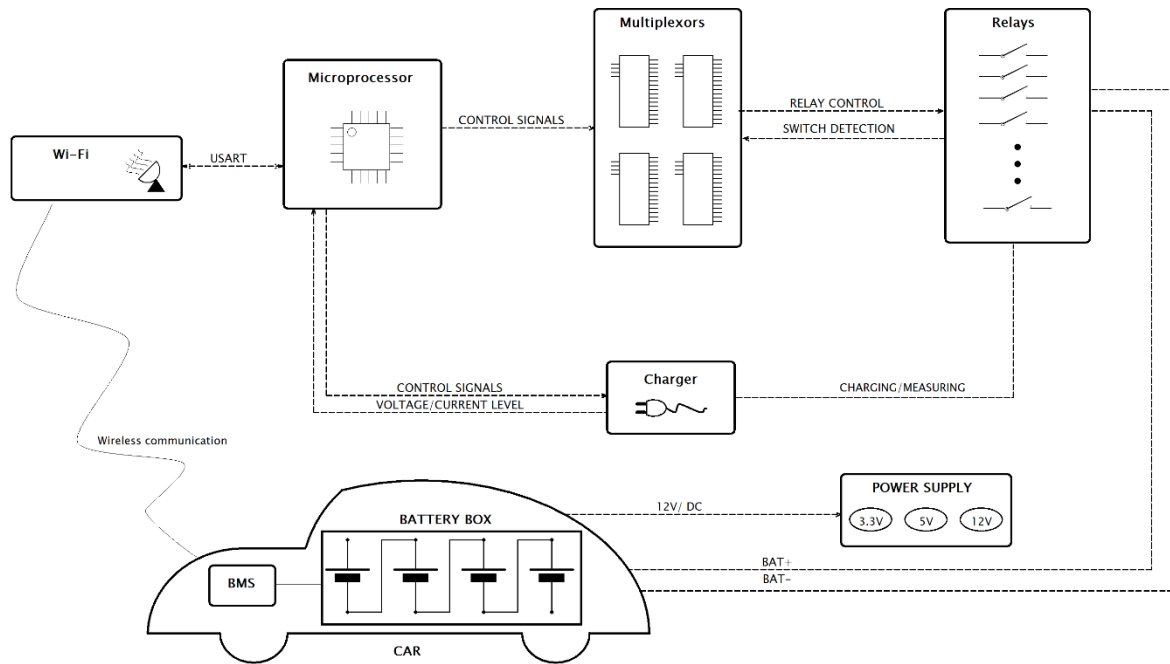 Multiplexors
Relays
Microprocessor
RELAY CONTROL
CONTROL SIGNALS
SWITCH DETECTION
Wi-Fi
USART
Charger
CONTROL SIGNALS
CHARGING/MEASURING
VOLTAGE/CURRENT LEVEL
Wireless communication
POWER SUPPLY
12V/ DC
3.3V 5V 12V
BATTERY BOX
BAT+
BMS
BAT-
CAR